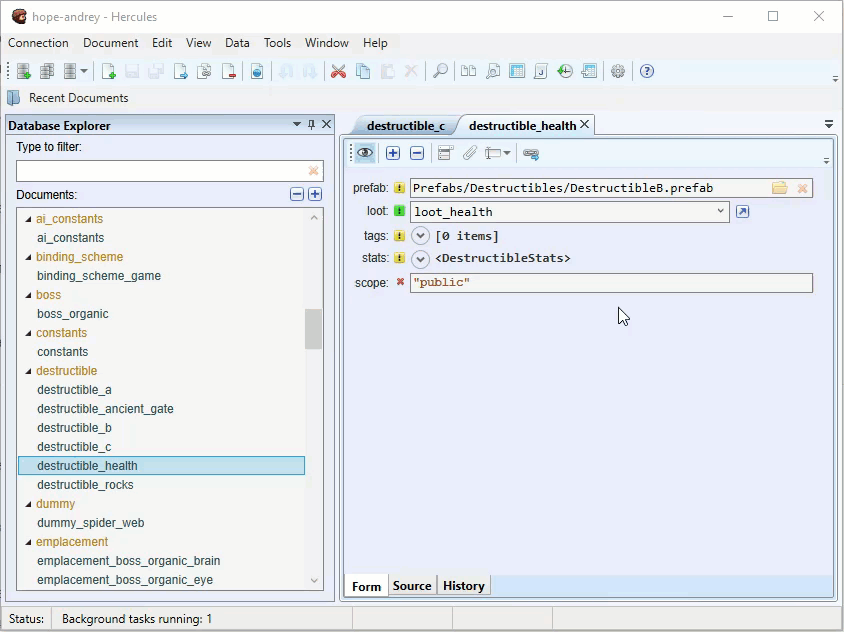 hope-andrey - Hercules
Connection Document Edit View Data Tools Window Help
Recent Documents
Database Explorer
Type to filter:
Documents:
ai_constants
ai_constants
binding_scheme
binding_scheme_game
boss
boss_organic
constants
constants
destructible
destructible_a
destructible_ancient_gate
destructible_b
destructible_c
destructible_health
destructible_rocks
dummy
dummy_spider_web
emplacement
emplacement_boss_organic_brain
emplacement_boss_organic_eye
destructible_c destructible_health
prefab: Prefabs/Destructibles/DestructibleB.prefab
loot: loot_health
tags: [0 items]
stats: <DestructibleStats>
scope: "public"
Form Source History
Status: Background tasks running: 1